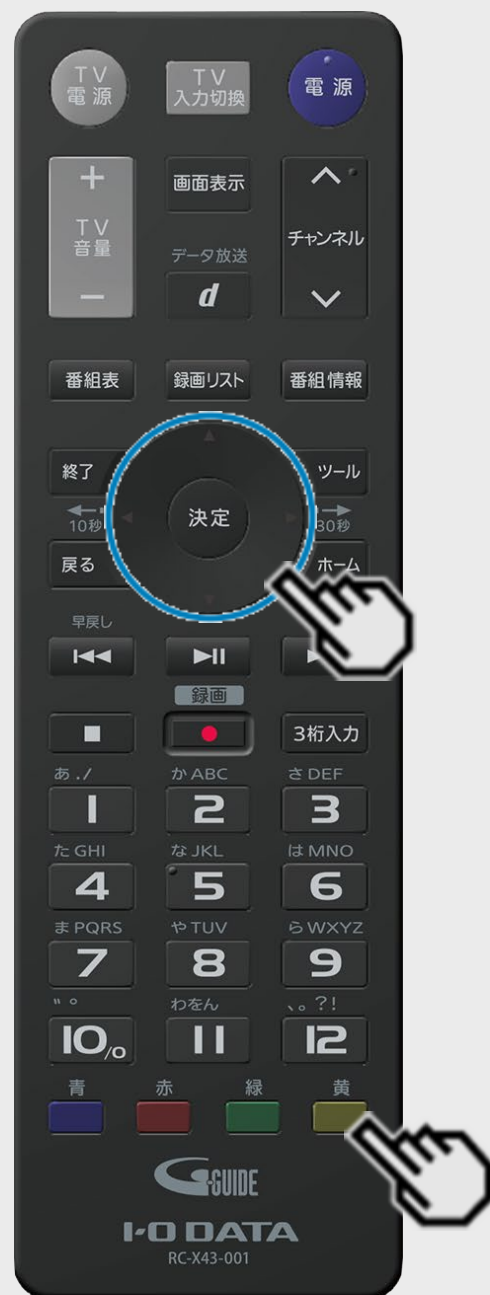 TV
電源
TV
入力切換
電源
+
TV
音量
−
画面表示
データ放送
d
チャンネル
番組表
録画リスト
番組情報
終了
ツール
10秒
決定
30秒
戻る
ホーム
早戻し
録画
3桁入力
あ./
か ABC
さ DEF
1
2
3
た GHI
な JKL
は MNO
4
5
6
ま PQRS
や TUV
ら WXYZ
7
8
9
゛゜
わをん
、。?!
10/0
11
12
青
赤
緑
黄
G-GUIDE
I-O DATA
RC-X43-001